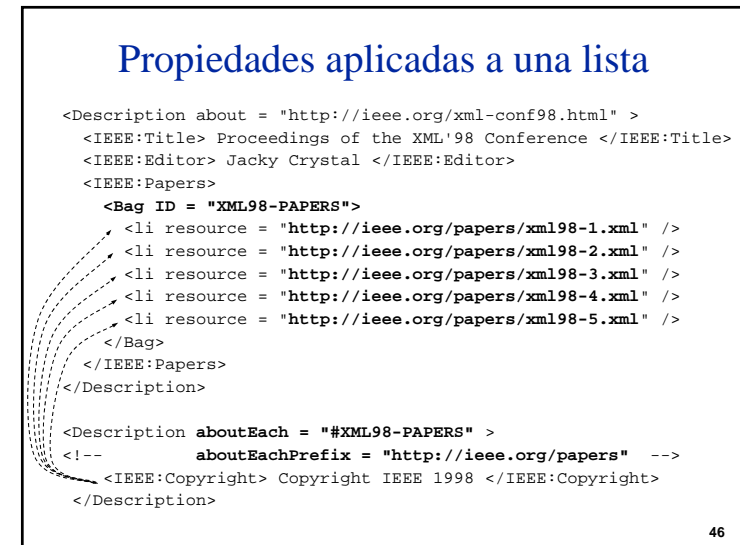 Propiedades aplicadas a una lista
<Description about = "http://ieee.org/xml-conf98.html" >
<IEEE:Title> Proceedings of the XML'98 Conference </IEEE:Title>
<IEEE:Editor> Jacky Crystal </IEEE:Editor>
<IEEE:Papers>
<Bag ID = "XML98-PAPERS">
<li resource = "http://ieee.org/papers/xml98-1.xml" />
<li resource = "http://ieee.org/papers/xml98-2.xml" />
<li resource = "http://ieee.org/papers/xml98-3.xml" />
<li resource = "http://ieee.org/papers/xml98-4.xml" />
<li resource = "http://ieee.org/papers/xml98-5.xml" />
</Bag>
</IEEE:Papers>
</Description>
<Description aboutEach = "#XML98-PAPERS" >
<!-- aboutEachPrefix = "http://ieee.org/papers" -->
<IEEE:Copyright> Copyright IEEE 1998 </IEEE:Copyright>
</Description>
46